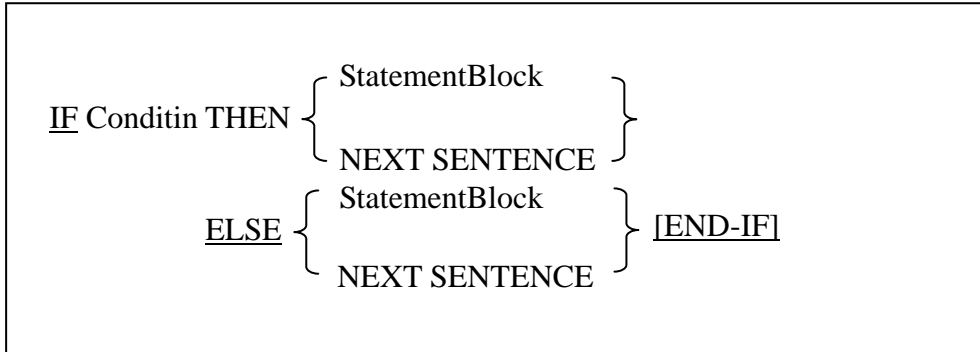 StatementBlock
IF Conditin THEN
NEXT SENTENCE
StatementBlock
ELSE [END-IF]
NEXT SENTENCE